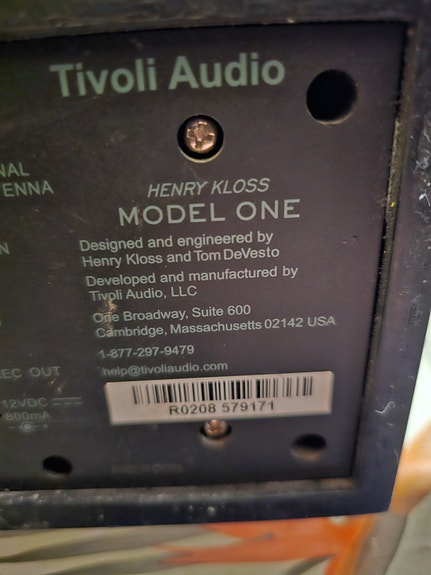 Tivoli Audio
NAL
TENNA
HENRY KLOSS
MODEL ONE
Designed and engineered by
Henry Kloss and Tom DeVesto
Developed and manufactured by
Tivoli Audio, LLC
One Broadway, Suite 600
Cambridge, Massachusetts 02142 USA
1-877-297-9479
help@tivoliaudio.com
EC OUT
12VDC
800mA
R0208 579171